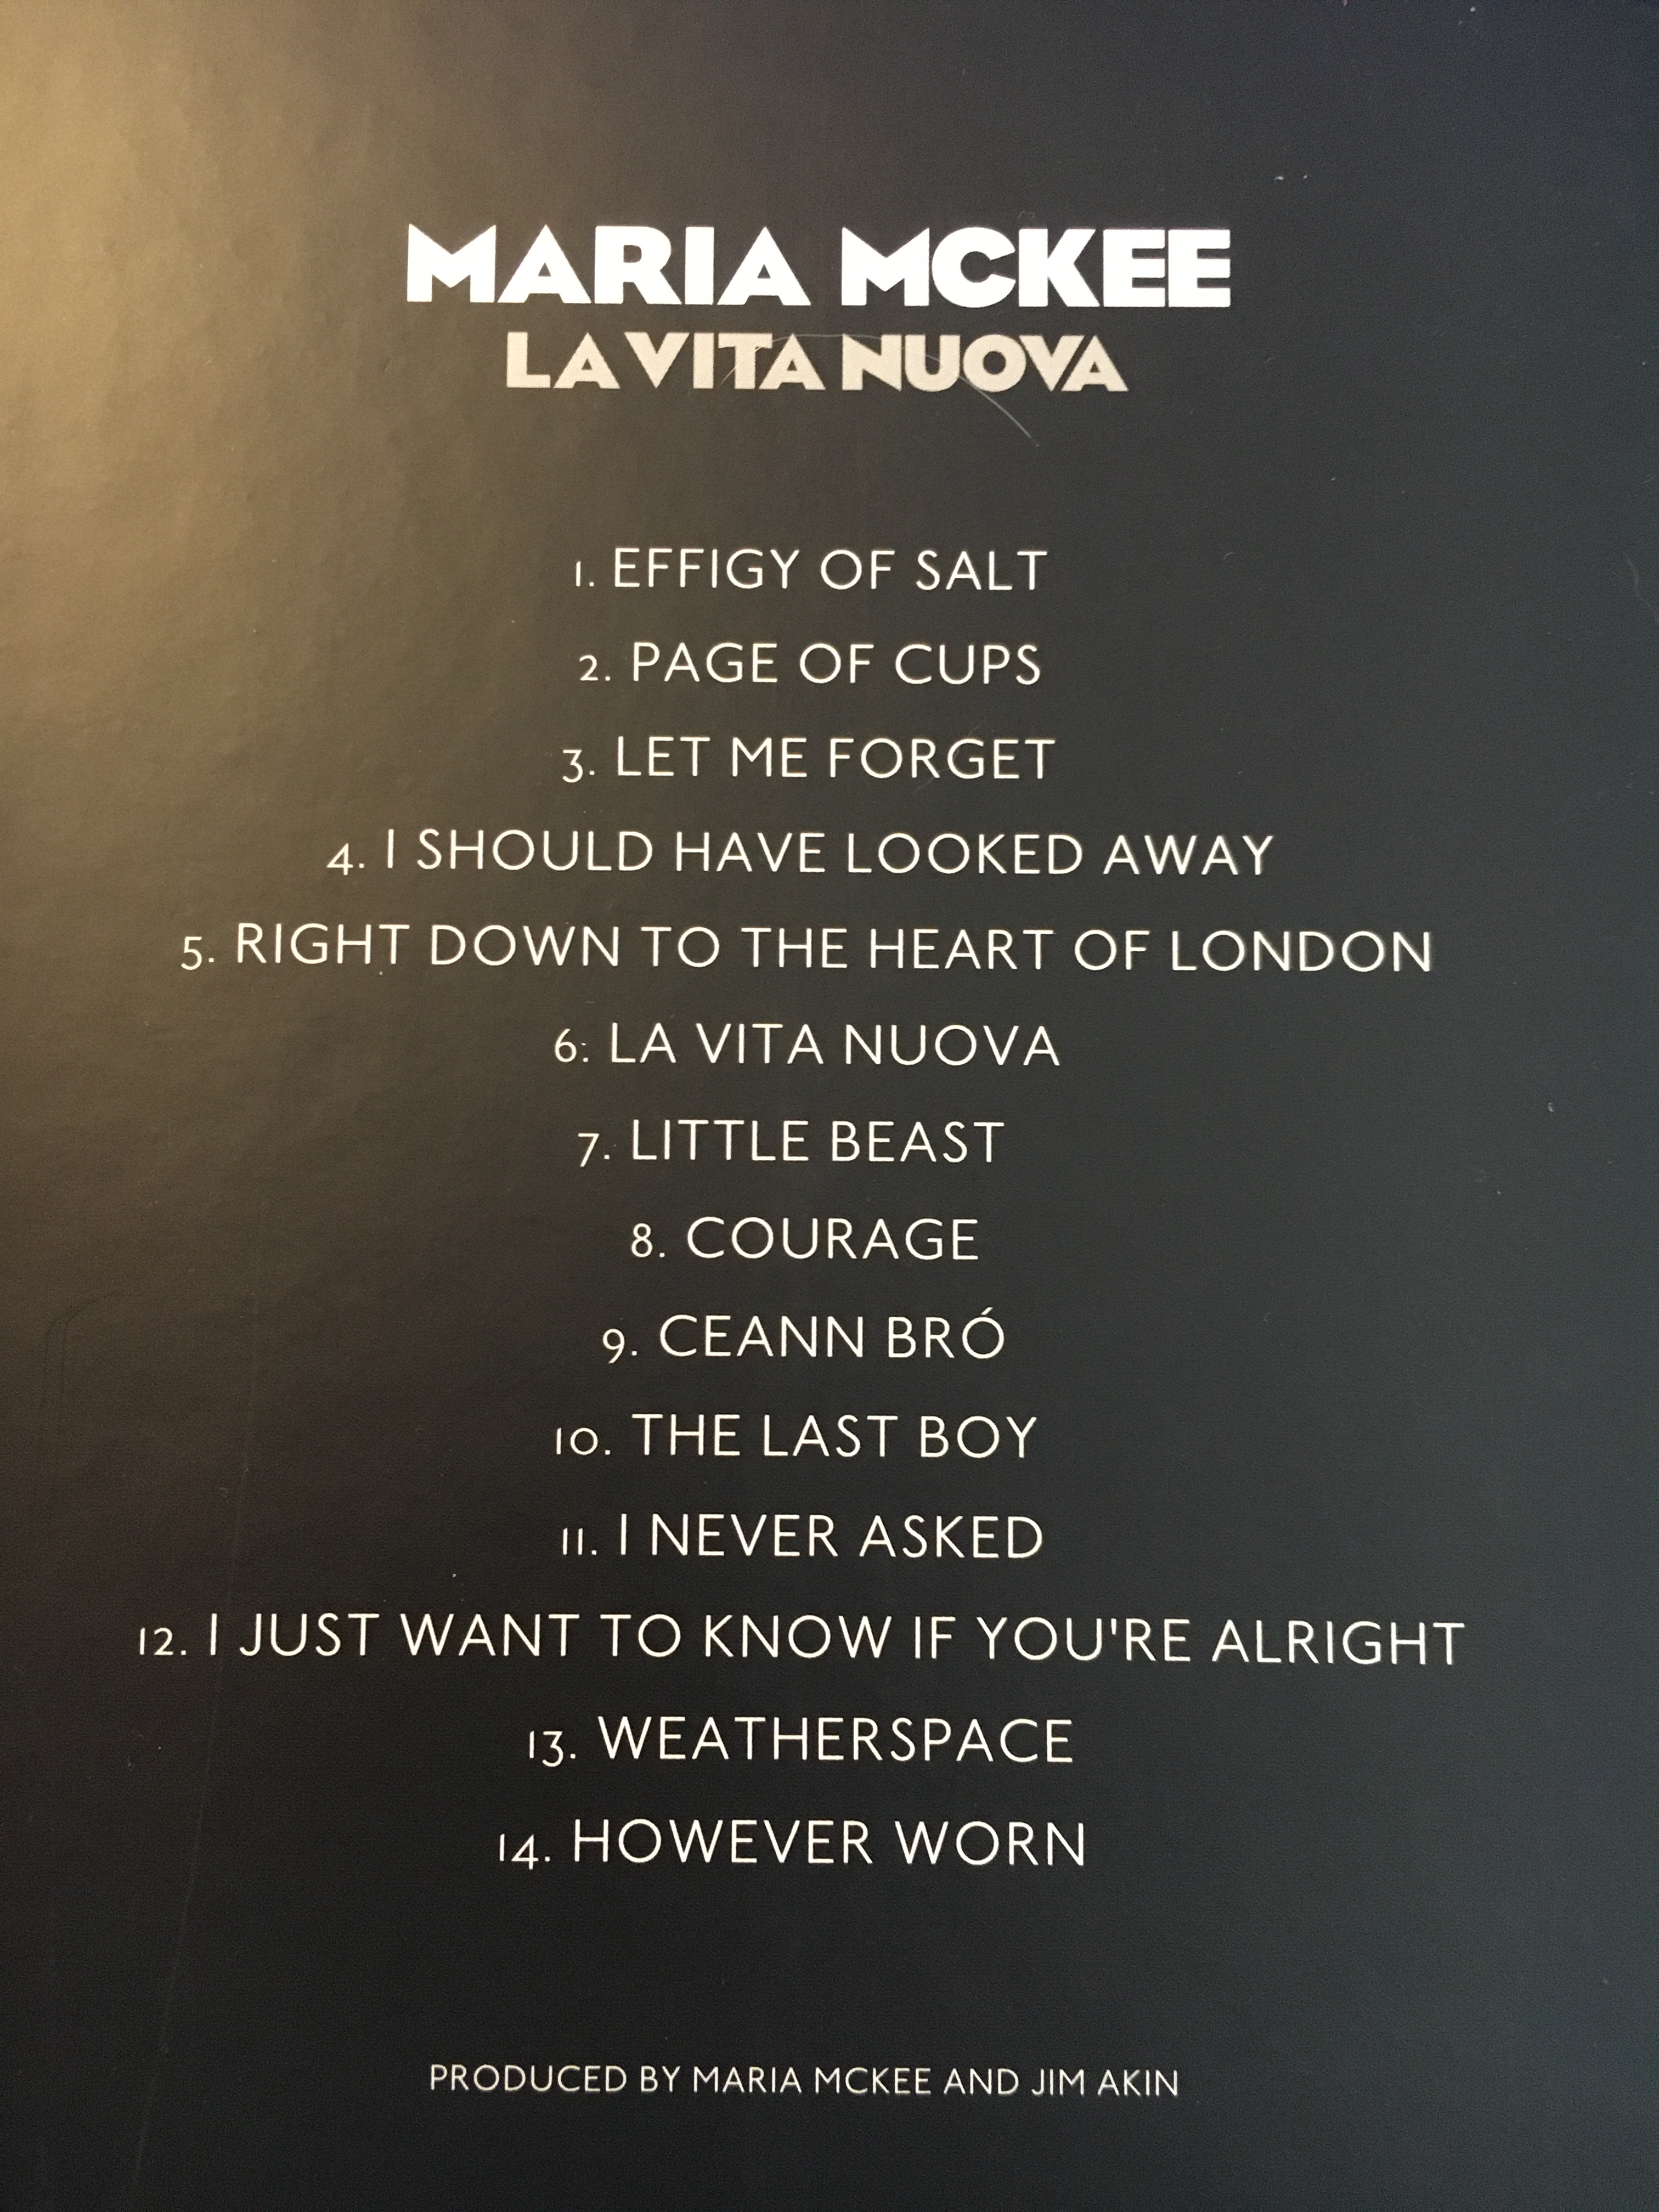 MARIA MCKEE
LA VITA NUOVA
1. EFFIGY OF SALT
2. PAGE OF CUPS
3. LET ME FORGET
4. I SHOULD HAVE LOOKED AWAY
5. RIGHT DOWN TO THE HEART OF LONDON
6. LA VITA NUOVA
7. LITTLE BEAST
8. COURAGE
9. CEANN BRÓ
10. THE LAST BOY
11. I NEVER ASKED
12. I JUST WANT TO KNOW IF YOU'RE ALRIGHT
13. WEATHERSPACE
14. HOWEVER WORN
PRODUCED BY MARIA MCKEE AND JIM AKIN